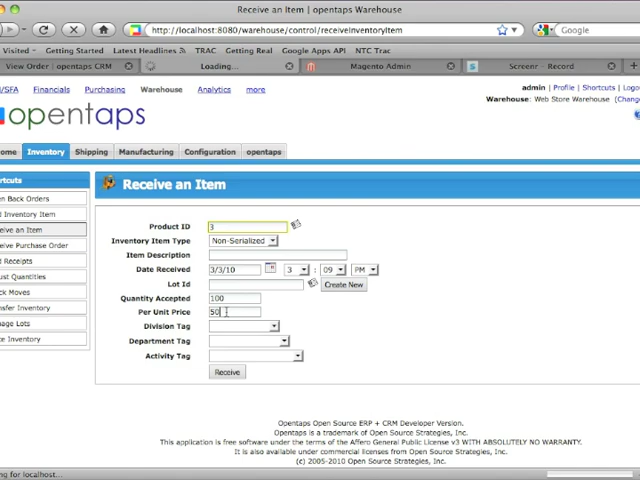 Receive an Item | opentaps Warehouse
http://localhost:8080/warehouse/control/receiveInventoryItem
Google
Visited Getting Started Latest Headlines TRAC Getting Real Google APIs NTC Trac
View Order | opentaps CRM Loading... Magento Admin Screenr - Record
/SFA Financials Purchasing Warehouse Analytics more
admin | Profile | Shortcuts | Logo
Warehouse: Web Store Warehouse (Change
opentaps
ome Inventory Shipping Manufacturing Configuration opentaps
rtcuts
en Back Orders
d Inventory Item
eive an Item
eive Purchase Order
d Receipts
ust Quantities
ck Moves
nsfer Inventory
nage Lots
e Inventory
Receive an Item
Product ID 3
Inventory Item Type Non-Serialized
Item Description
Date Received 3/3/10 3 : 09 PM
Lot Id Create New
Quantity Accepted 100
Per Unit Price 50
Division Tag
Department Tag
Activity Tag
Receive
Opentaps Open Source ERP + CRM Developer Version.
Opentaps is a trademark of Open Source Strategies, Inc.
This application is free software under the terms of the Affero General Public License v3 WITH ABSOLUTELY NO WARRANTY.
It is also available under commercial licenses from Open Source Strategies, Inc.
(c) 2005-2010 Open Source Strategies, Inc.
ng for localhost...